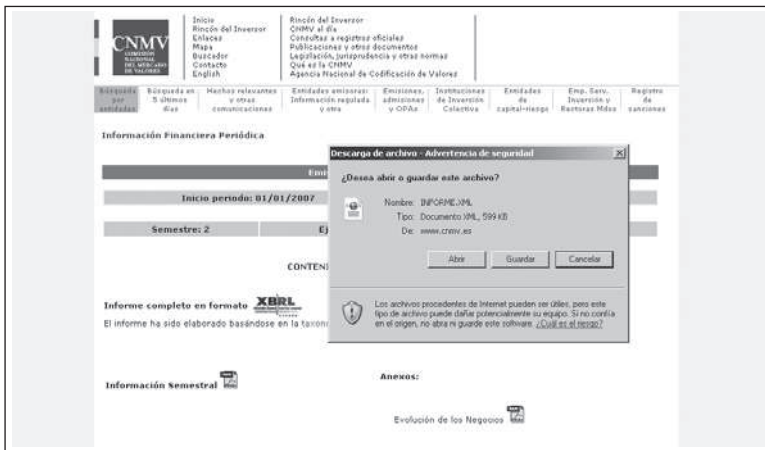 CNMV
COMISIÓN
NACIONAL
DEL MERCADO
DE VALORES
Inicio
Rincón del Inversor
Enlaces
Mapa
Buscador
Contacto
English
Rincón del Inversor
CNMV al día
Consultas a registros oficiales
Publicaciones y otros documentos
Legislación, jurisprudencia y otras normas
Qué es la CNMV
Agencia Nacional de Codificación de Valores
Búsqueda
por
entidades
Búsqueda en
5 últimos
días
Hechos relevantes
y otras
comunicaciones
Entidades emisoras:
Información regulada
y otra
Emisiones,
admisiones
y OPAs
Instituciones
de Inversión
Colectiva
Entidades
de
capital-riesgo
Emp. Serv.
Inversión y
Rectoras Mdos
Registro
de
sanciones
Información Financiera Periódica
Emis
Inicio periodo: 01/01/2007
Semestre: 2
Ej
CONTENI
Descarga de archivo - Advertencia de seguridad
¿Desea abrir o guardar este archivo?
Nombre: INFORME.XML
Tipo: Documento XML, 599 KB
De: www.cnmv.es
Abrir
Guardar
Cancelar
Los archivos procedentes de Internet pueden ser útiles, pero este
tipo de archivo puede dañar potencialmente su equipo. Si no confía
en el origen, no abra ni guarde este software. ¿Cuál es el riesgo?
Informe completo en formato XBRL
El informe ha sido elaborado basándose en la taxon
Información Semestral
Anexos:
Evolución de los Negocios